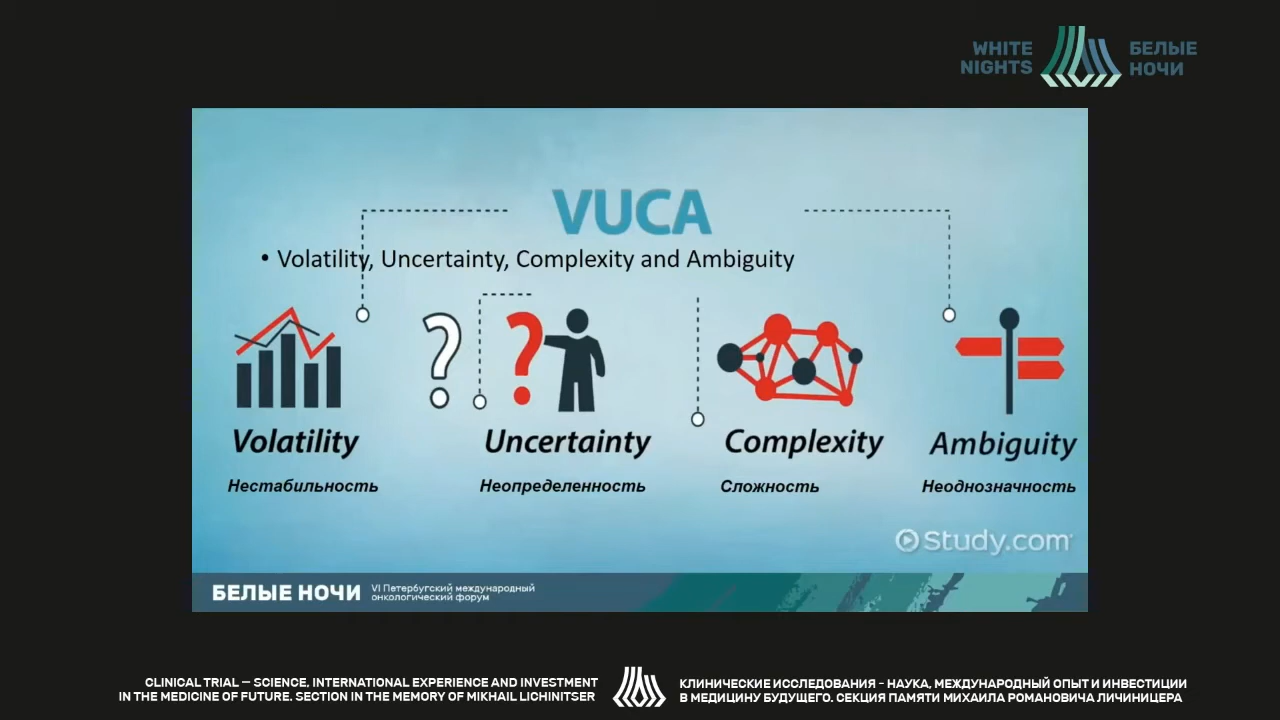 WHITE
NIGHTS
БЕЛЫЕ
НОЧИ
VUCA
• Volatility, Uncertainty, Complexity and Ambiguity
? ?
Volatility
Uncertainty
Complexity
Ambiguity
Нестабильность
Неопределенность
Сложность
Неоднозначность
Study.com
БЕЛЫЕ НОЧИ
VI Петербугский международный
онкологический форум
CLINICAL TRIAL – SCIENCE, INTERNATIONAL EXPERIENCE AND INVESTMENT
IN THE MEDICINE OF FUTURE. SECTION IN THE MEMORY OF MIKHAIL LICHINITSER
КЛИНИЧЕСКИЕ ИССЛЕДОВАНИЯ - НАУКА, МЕЖДУНАРОДНЫЙ ОПЫТ И ИНВЕСТИЦИИ
В МЕДИЦИНУ БУДУЩЕГО. СЕКЦИЯ ПАМЯТИ МИХАИЛА РОМАНОВИЧА ЛИЧИНИЦЕРА